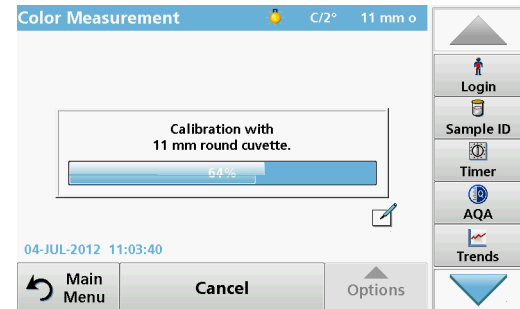 Color Measurement C/2° 11 mm o
Login
Sample ID
Timer
AQA
Trends
Calibration with
11 mm round cuvette.
64%
04-JUL-2012 11:03:40
Main
Menu
Cancel
Options